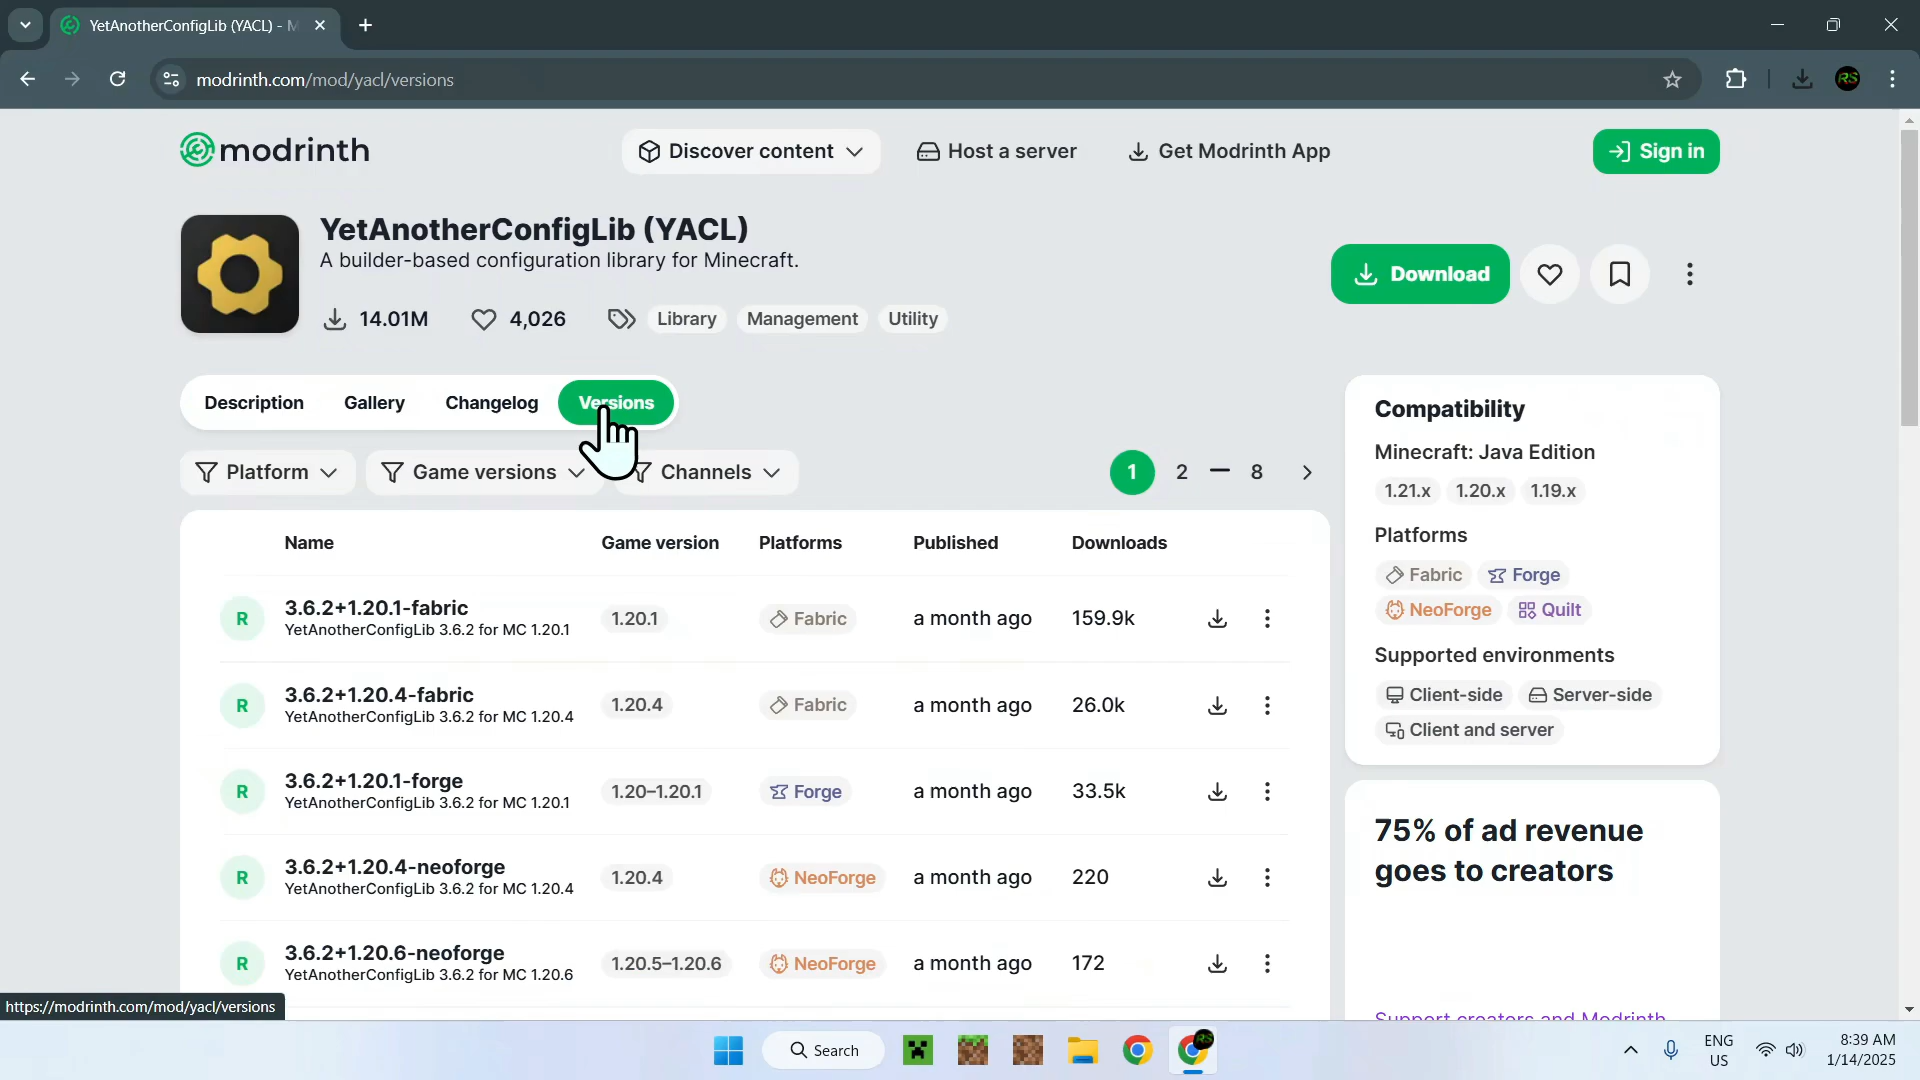 YetAnotherConfigLib (YACL) - M
modrinth.com/mod/yacl/versions
RS
modrinth
Discover content
Host a server
Get Modrinth App
Sign in
YetAnotherConfigLib (YACL)
A builder-based configuration library for Minecraft.
14.01M
4,026
Library
Management
Utility
Download
Description
Gallery
Changelog
Versions
Platform
Game versions
Channels
1
2
8
Name
Game version
Platforms
Published
Downloads
R
3.6.2+1.20.1-fabric
YetAnotherConfigLib 3.6.2 for MC 1.20.1
1.20.1
Fabric
a month ago
159.9k
R
3.6.2+1.20.4-fabric
YetAnotherConfigLib 3.6.2 for MC 1.20.4
1.20.4
Fabric
a month ago
26.0k
R
3.6.2+1.20.1-forge
YetAnotherConfigLib 3.6.2 for MC 1.20.1
1.20–1.20.1
Forge
a month ago
33.5k
R
3.6.2+1.20.4-neoforge
YetAnotherConfigLib 3.6.2 for MC 1.20.4
1.20.4
NeoForge
a month ago
220
R
3.6.2+1.20.6-neoforge
YetAnotherConfigLib 3.6.2 for MC 1.20.6
1.20.5–1.20.6
NeoForge
a month ago
172
Compatibility
Minecraft: Java Edition
1.21.x
1.20.x
1.19.x
Platforms
Fabric
Forge
NeoForge
Quilt
Supported environments
Client-side
Server-side
Client and server
75% of ad revenue
goes to creators
Support creators and Modrinth
https://modrinth.com/mod/yacl/versions
Search
RS
ENG
US
8:39 AM
1/14/2025